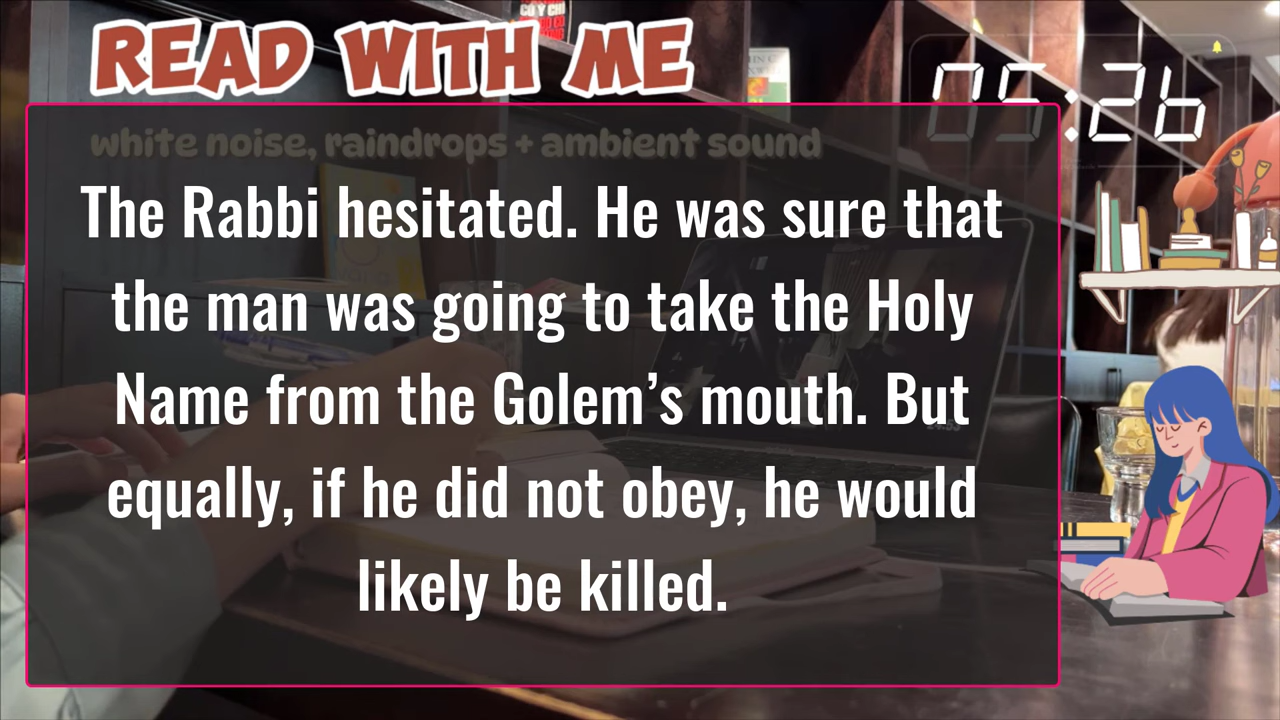 CỐ Ý CHÍ
READ WITH ME
05:26
white noise, raindrops + ambient sound
The Rabbi hesitated. He was sure that
the man was going to take the Holy
Name from the Golem’s mouth. But
equally, if he did not obey, he would
likely be killed.